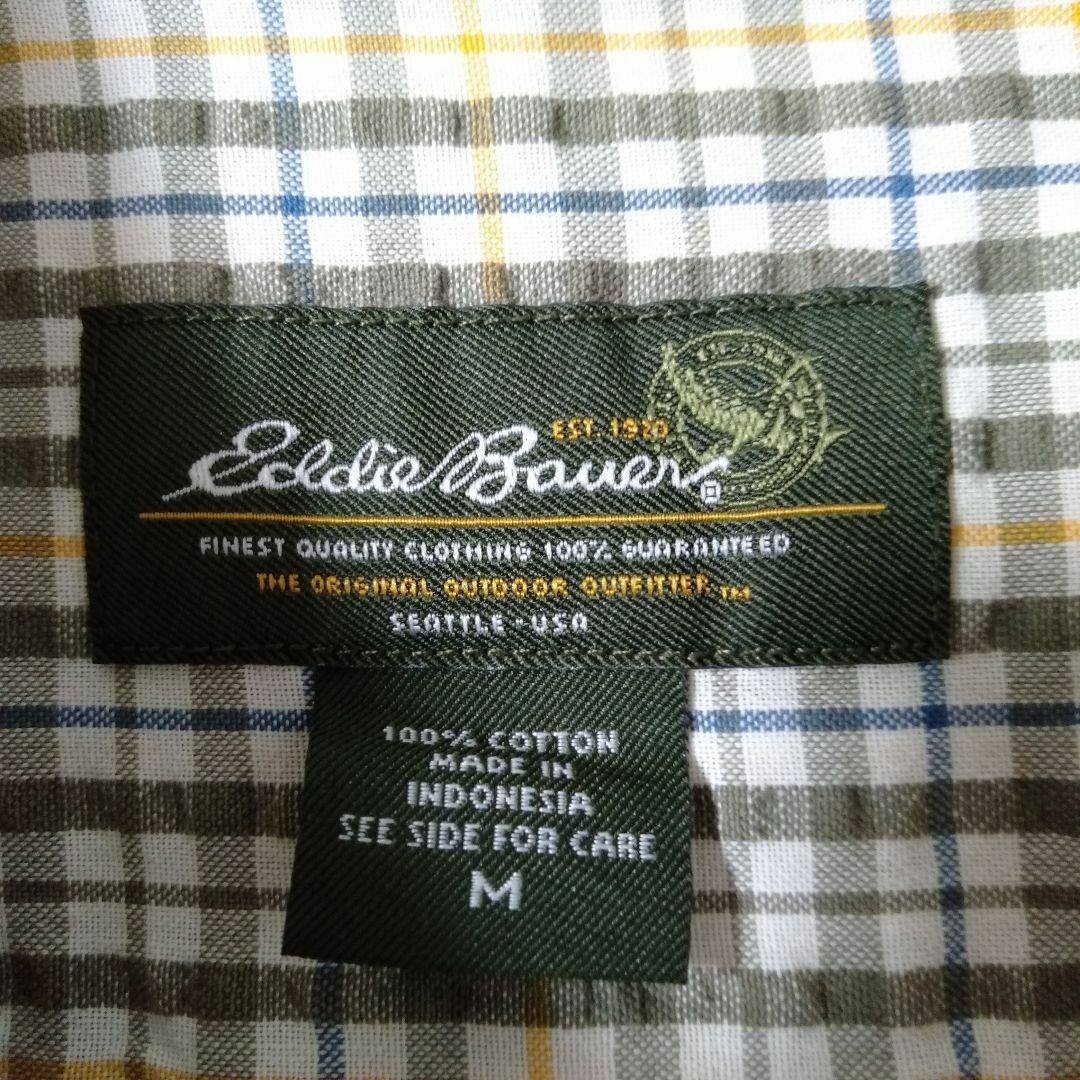 EST. 1920
Eddie Bauer
FINEST QUALITY CLOTHING 100% GUARANTEED
THE ORIGINAL OUTDOOR OUTFITTER TM
SEATTLE - USA
100% COTTON
MADE IN
INDONESIA
SEE SIDE FOR CARE
M